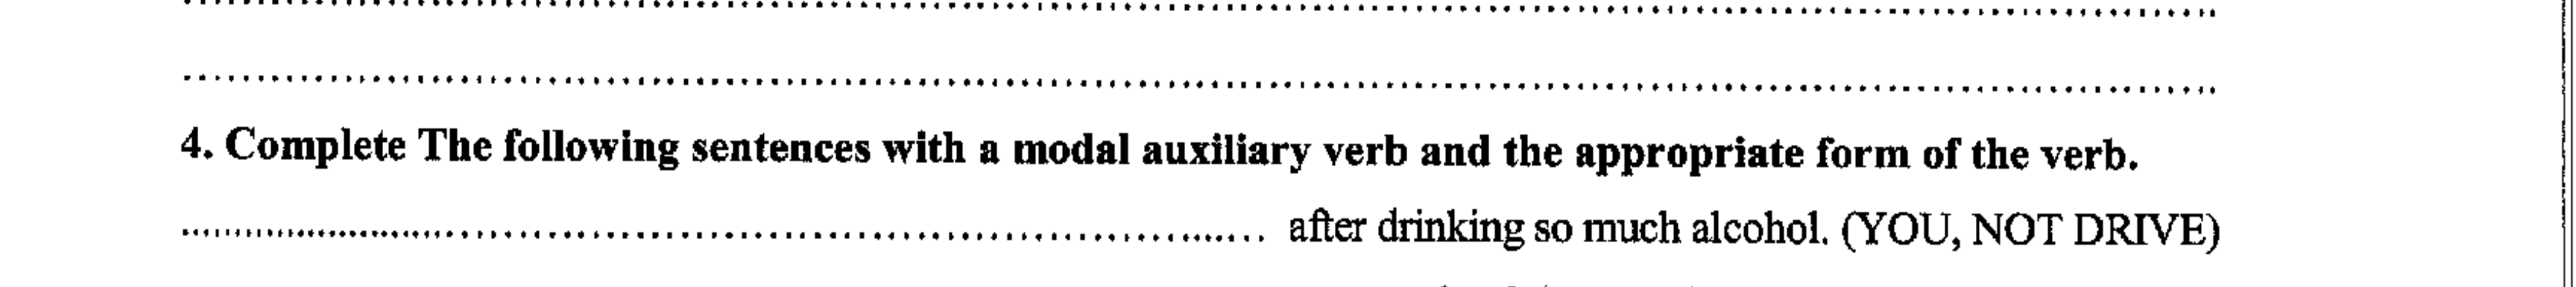 4. Complete The following sentences with a modal auxiliary verb and the appropriate form of the verb.
........................................................................ after drinking so much alcohol. (YOU, NOT DRIVE)